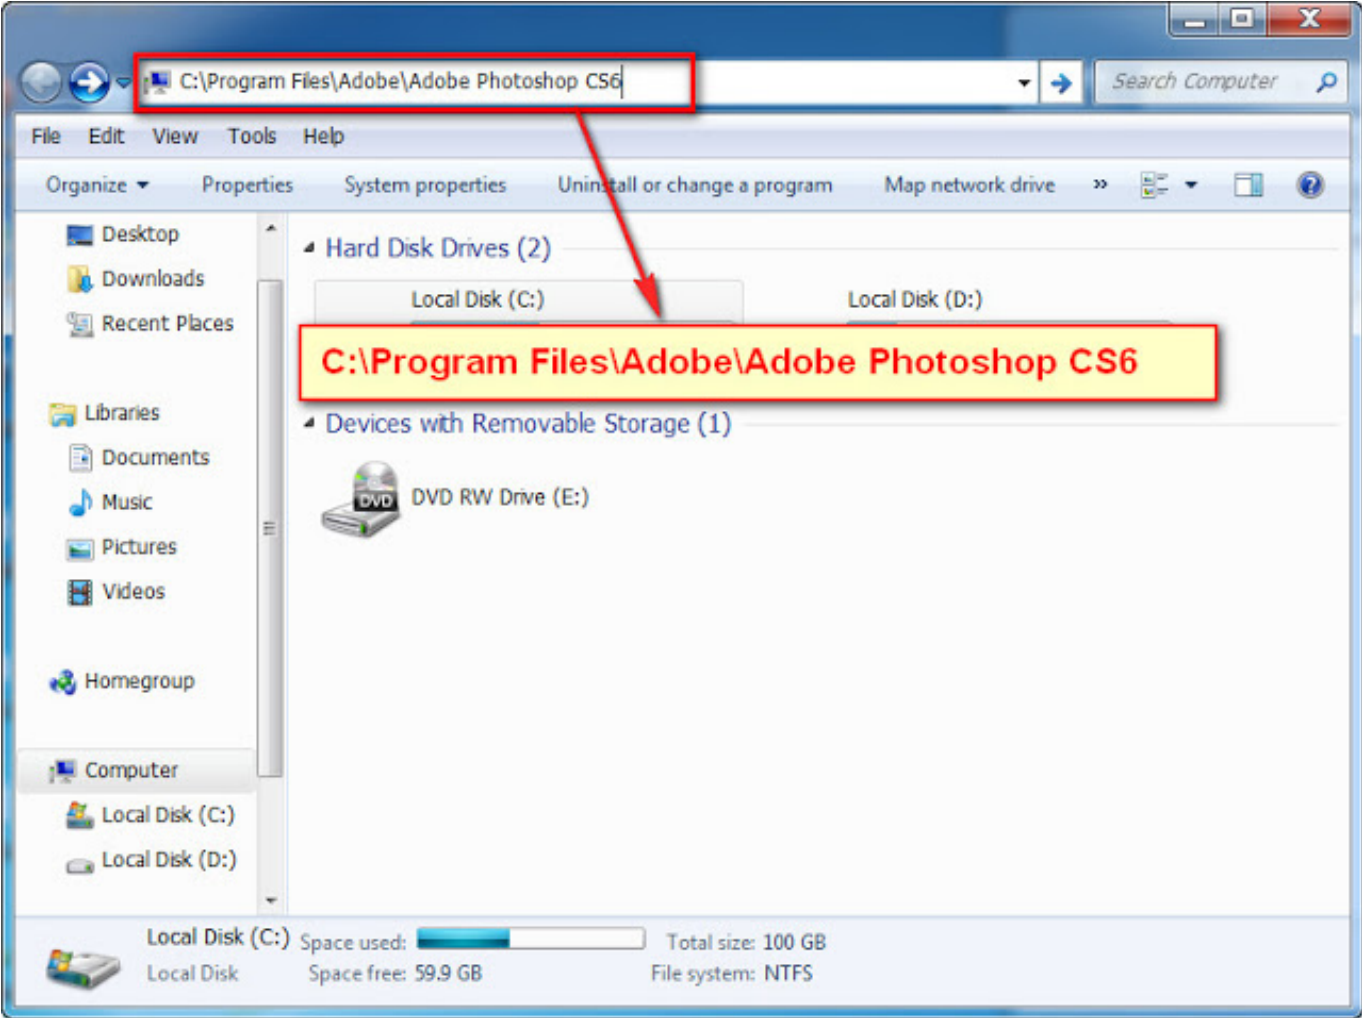 C:\Program Files\Adobe\Adobe Photoshop CS6
Search Computer
File Edit View Tools Help
Organize Properties System properties Uninstall or change a program Map network drive »
Desktop
Downloads
Recent Places
Libraries
Documents
Music
Pictures
Videos
Homegroup
Computer
Local Disk (C:)
Local Disk (D:)
Hard Disk Drives (2)
Local Disk (C:)
Local Disk (D:)
C:\Program Files\Adobe\Adobe Photoshop CS6
Devices with Removable Storage (1)
DVD
DVD RW Drive (E:)
Local Disk (C:) Space used: Total size: 100 GB
Local Disk Space free: 59.9 GB File system: NTFS